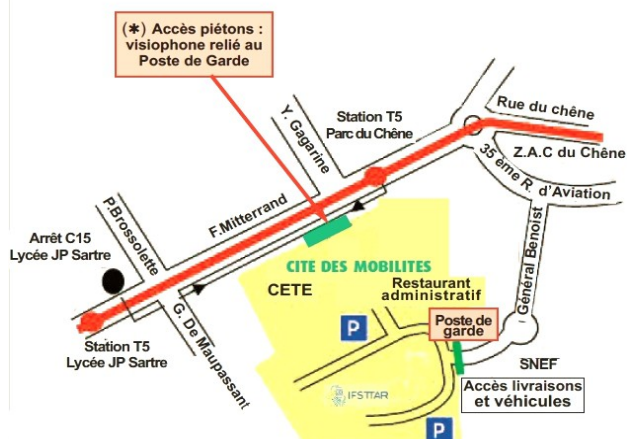 (✱) Accès piétons :
visiophone relié au
Poste de Garde
Y. Gagarine
Station T5
Parc du Chêne
Rue du chêne
Z.A.C du Chêne
35 ème R. d'Aviation
P.Brossolette
F.Mitterrand
Arrêt C15
Lycée JP Sartre
Général Benoist
CITE DES MOBILITES
CETE
Restaurant
administratif
G. De Maupassant
Station T5
Lycée JP Sartre
P
Poste de
garde
SNEF
Accès livraisons
et véhicules
IFSTTAR
P